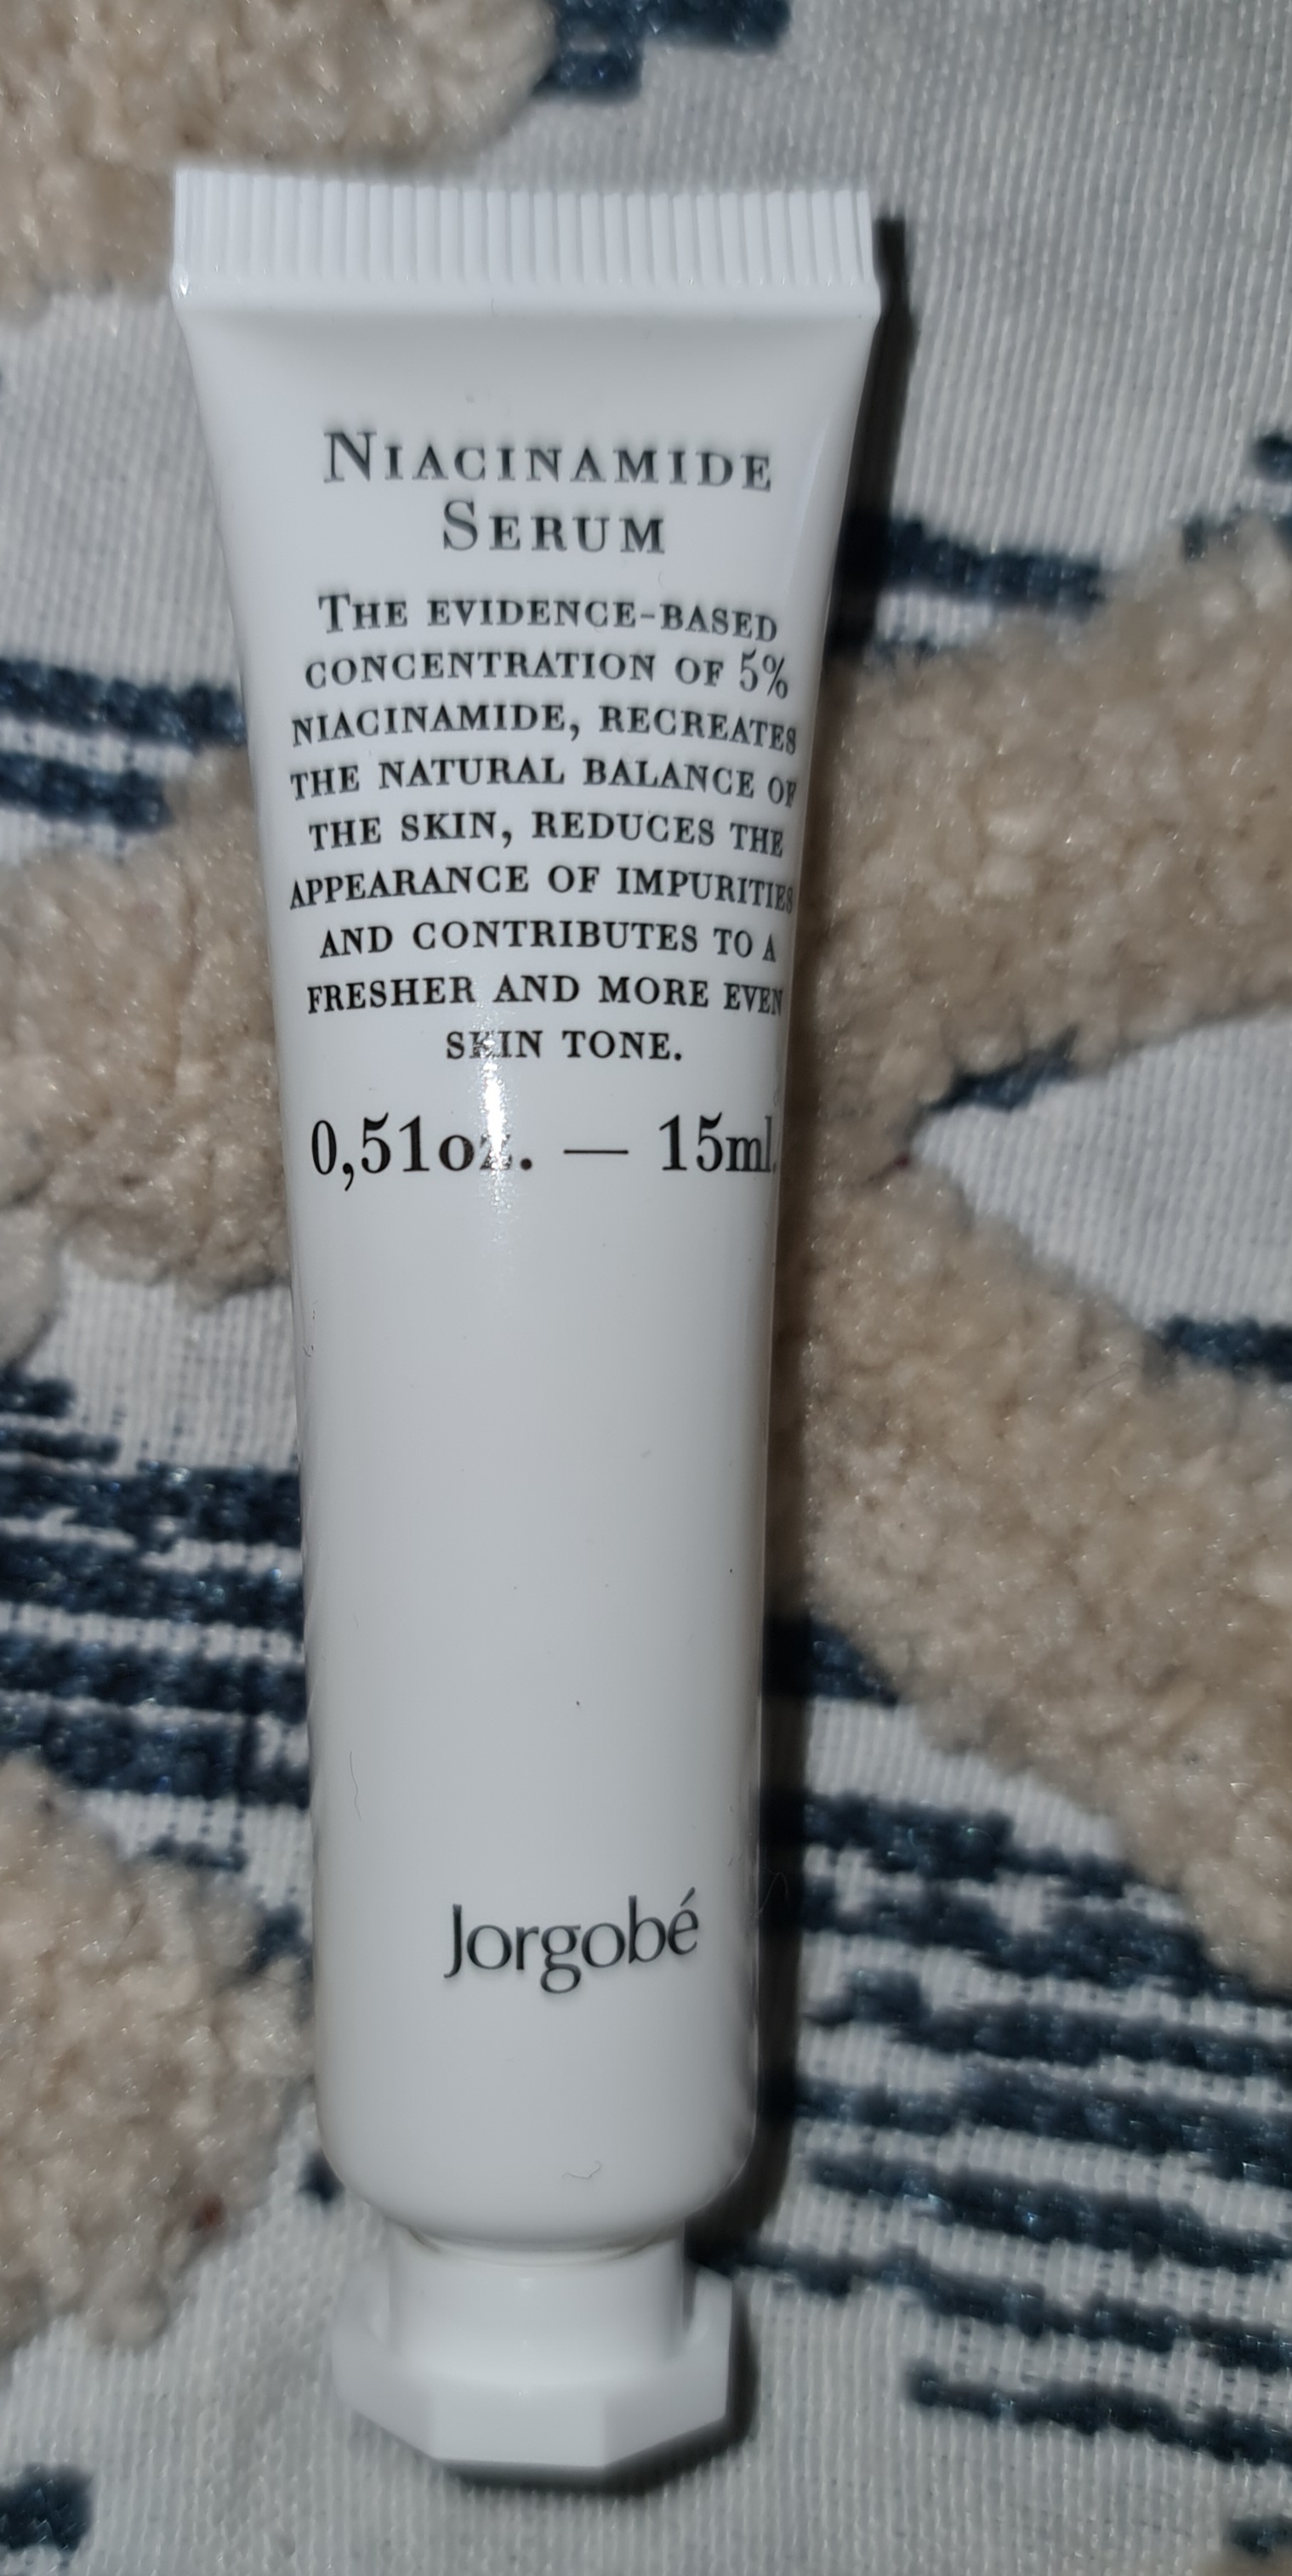 NIACINAMIDE
SERUM
THE EVIDENCE-BASED
CONCENTRATION OF 5%
NIACINAMIDE, RECREATES
THE NATURAL BALANCE OF
THE SKIN, REDUCES THE
APPEARANCE OF IMPURITIES
AND CONTRIBUTES TO A
FRESHER AND MORE EVEN
SKIN TONE.
0,51oz. — 15ml.
Jorgobé